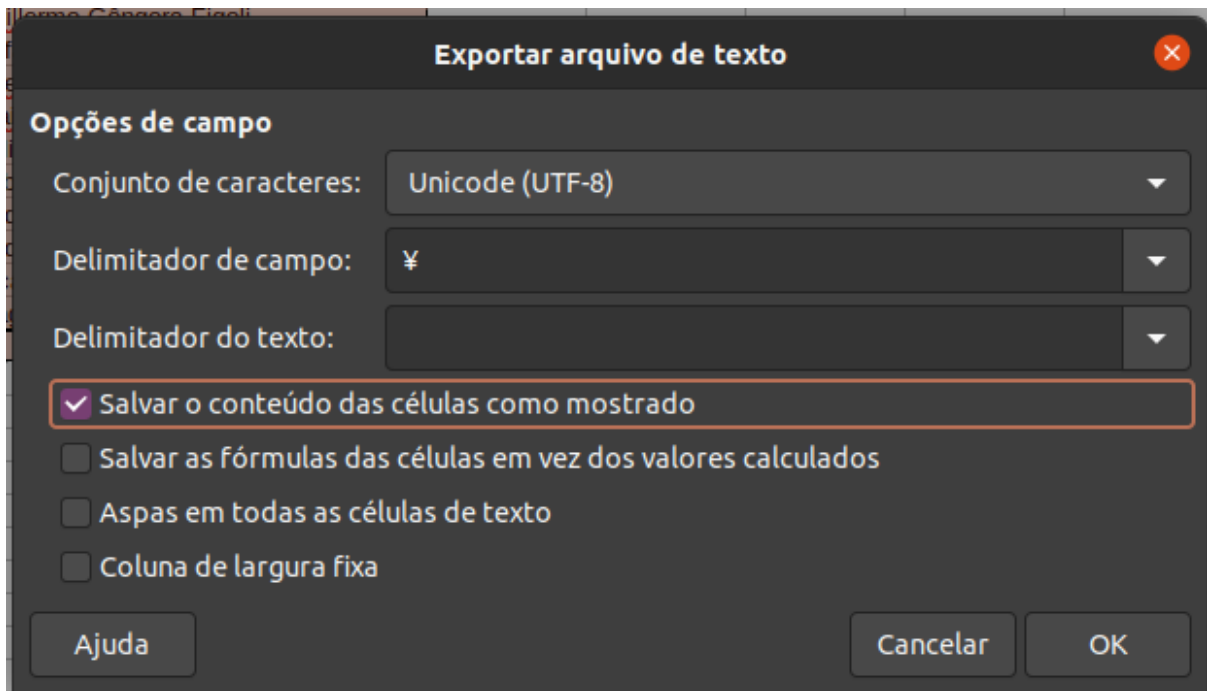 Exportar arquivo de texto
Opções de campo
Conjunto de caracteres: Unicode (UTF-8)
Delimitador de campo: ¥
Delimitador do texto:
Salvar o conteúdo das células como mostrado
Salvar as fórmulas das células em vez dos valores calculados
Aspas em todas as células de texto
Coluna de largura fixa
Ajuda Cancelar OK